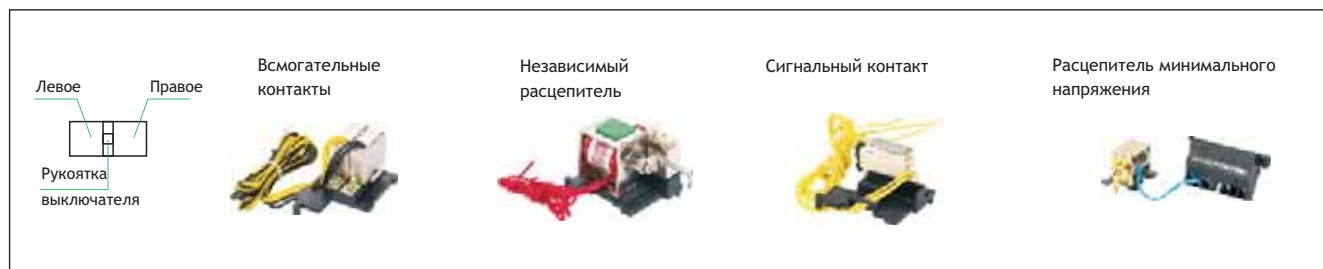 Левое
Правое
Рукоятка
выключателя
Всмогательные
контакты
Независимый
расцепитель
Сигнальный контакт
Расцепитель минимального
напряжения